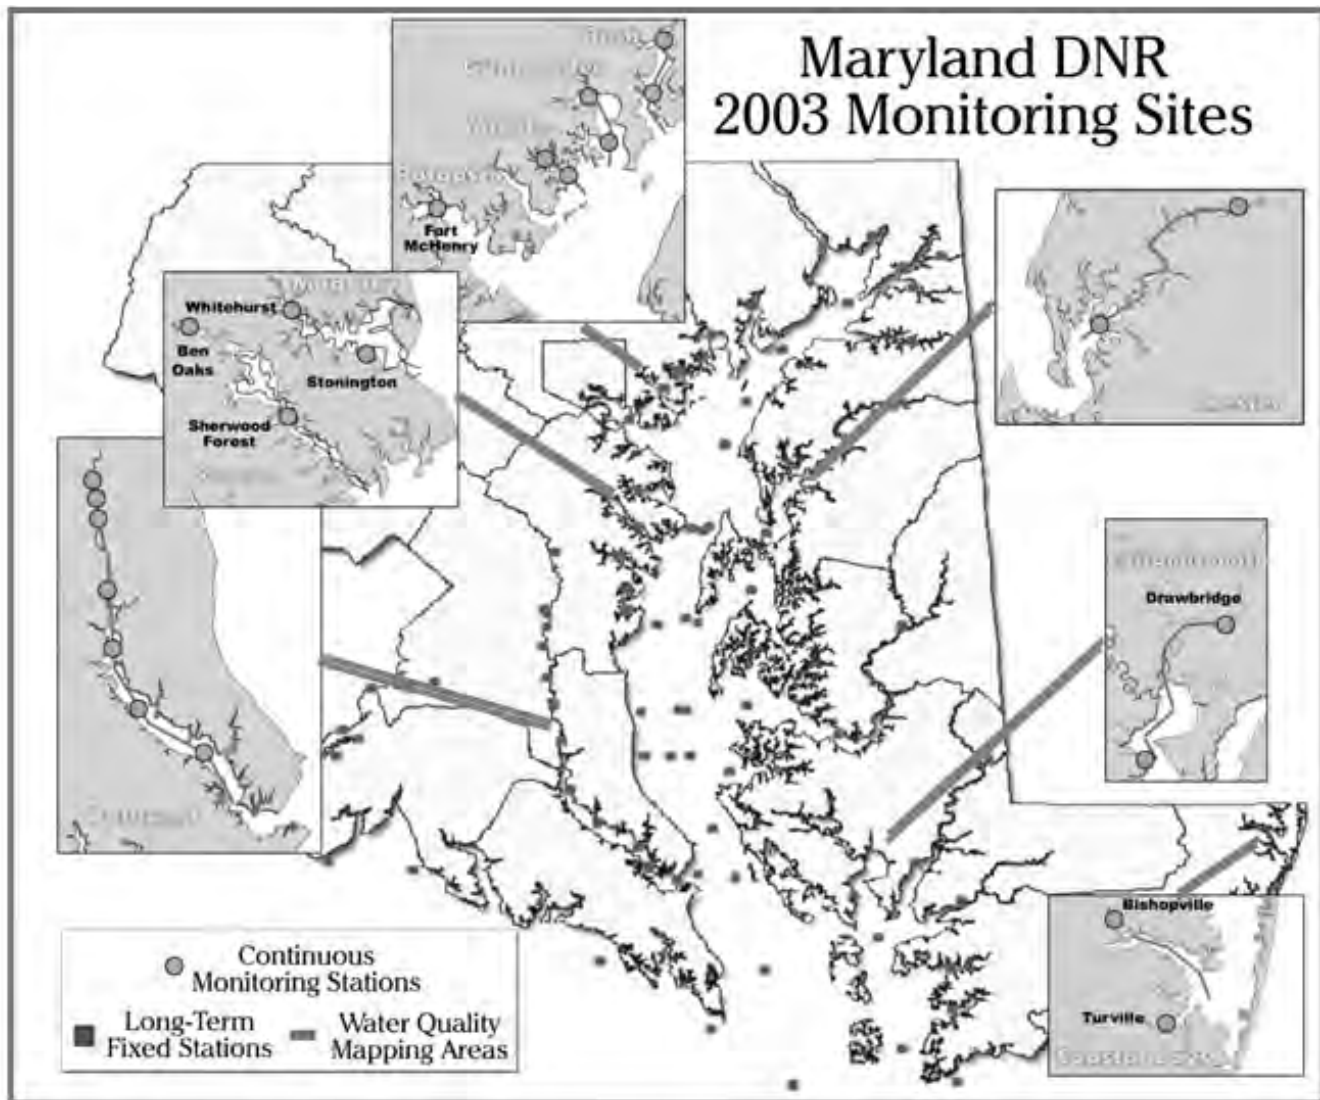 Maryland DNR
2003 Monitoring Sites
Fort
McHenry
Whitehurst
Ben
Oaks
Stonington
Sherwood
Forest
Drawbridge
Bishopville
Turville
Continuous
Monitoring Stations
Long-Term
Fixed Stations
Water Quality
Mapping Areas